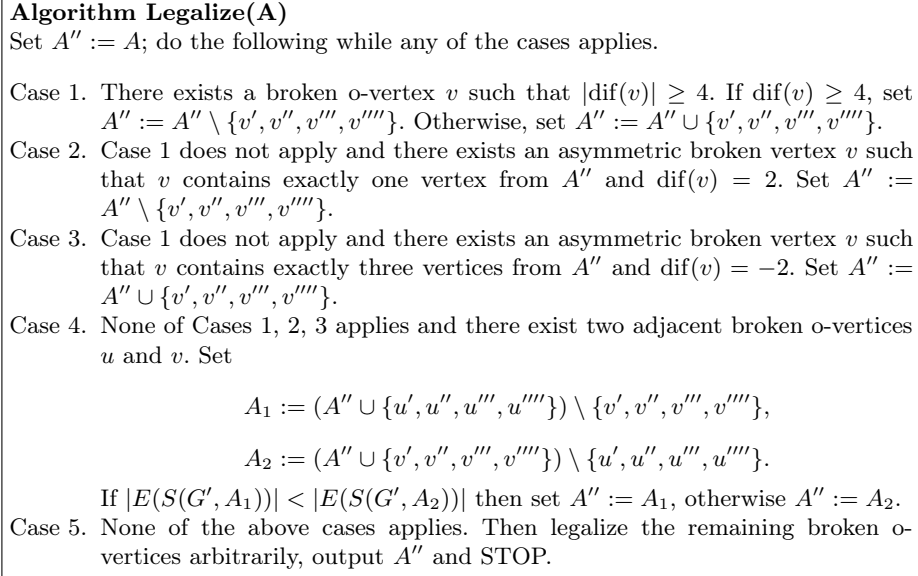 Algorithm Legalize(A)
Set A'' := A; do the following while any of the cases applies.
Case 1. There exists a broken o-vertex v such that |dif(v)| ≥ 4. If dif(v) ≥ 4, set
A'' := A'' \ {v', v'', v''', v''''}. Otherwise, set A'' := A'' ∪ {v', v'', v''', v''''}.
Case 2. Case 1 does not apply and there exists an asymmetric broken vertex v such
that v contains exactly one vertex from A'' and dif(v) = 2. Set A'' :=
A'' \ {v', v'', v''', v''''}.
Case 3. Case 1 does not apply and there exists an asymmetric broken vertex v such
that v contains exactly three vertices from A'' and dif(v) = −2. Set A'' :=
A'' ∪ {v', v'', v''', v''''}.
Case 4. None of Cases 1, 2, 3 applies and there exist two adjacent broken o-vertices
u and v. Set
A₁ := (A'' ∪ {u', u'', u''', u''''}) \ {v', v'', v''', v''''},
A₂ := (A'' ∪ {v', v'', v''', v''''}) \ {u', u'', u''', u''''}.
If |E(S(G', A₁))| < |E(S(G', A₂))| then set A'' := A₁, otherwise A'' := A₂.
Case 5. None of the above cases applies. Then legalize the remaining broken o-
vertices arbitrarily, output A'' and STOP.